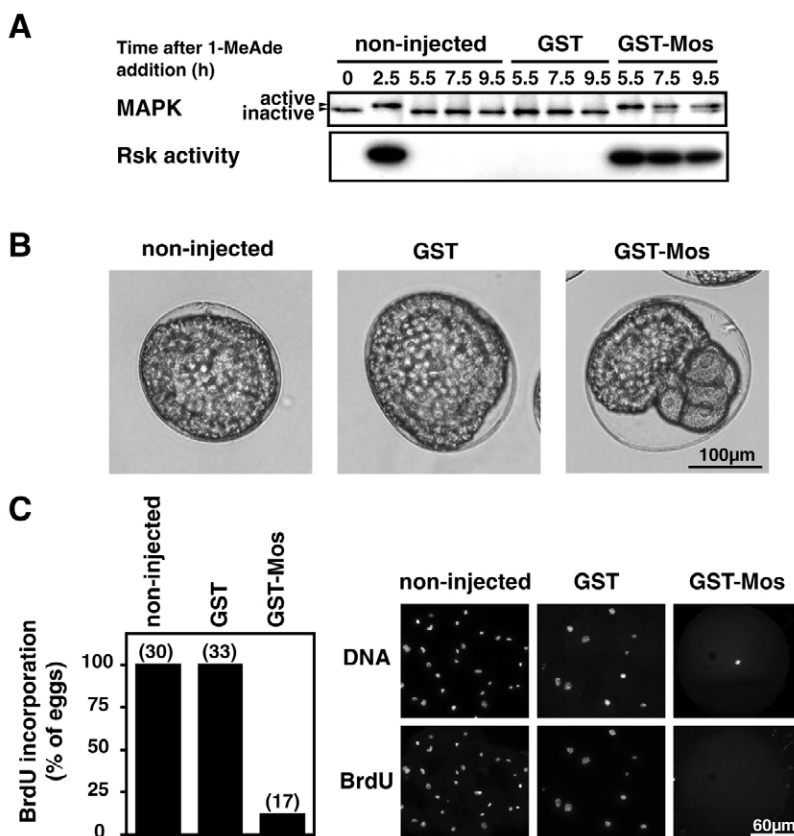 A
Time after 1-MeAde
addition (h)
non-injected GST GST-Mos
0 2.5 5.5 7.5 9.5 5.5 7.5 9.5 5.5 7.5 9.5
MAPK
active
inactive
Rsk activity
B
non-injected GST GST-Mos
100μm
C
BrdU incorporation
(% of eggs)
100
75
50
25
0
non-injected
GST
GST-Mos
(30) (33) (17)
non-injected GST GST-Mos
DNA
BrdU
60μm